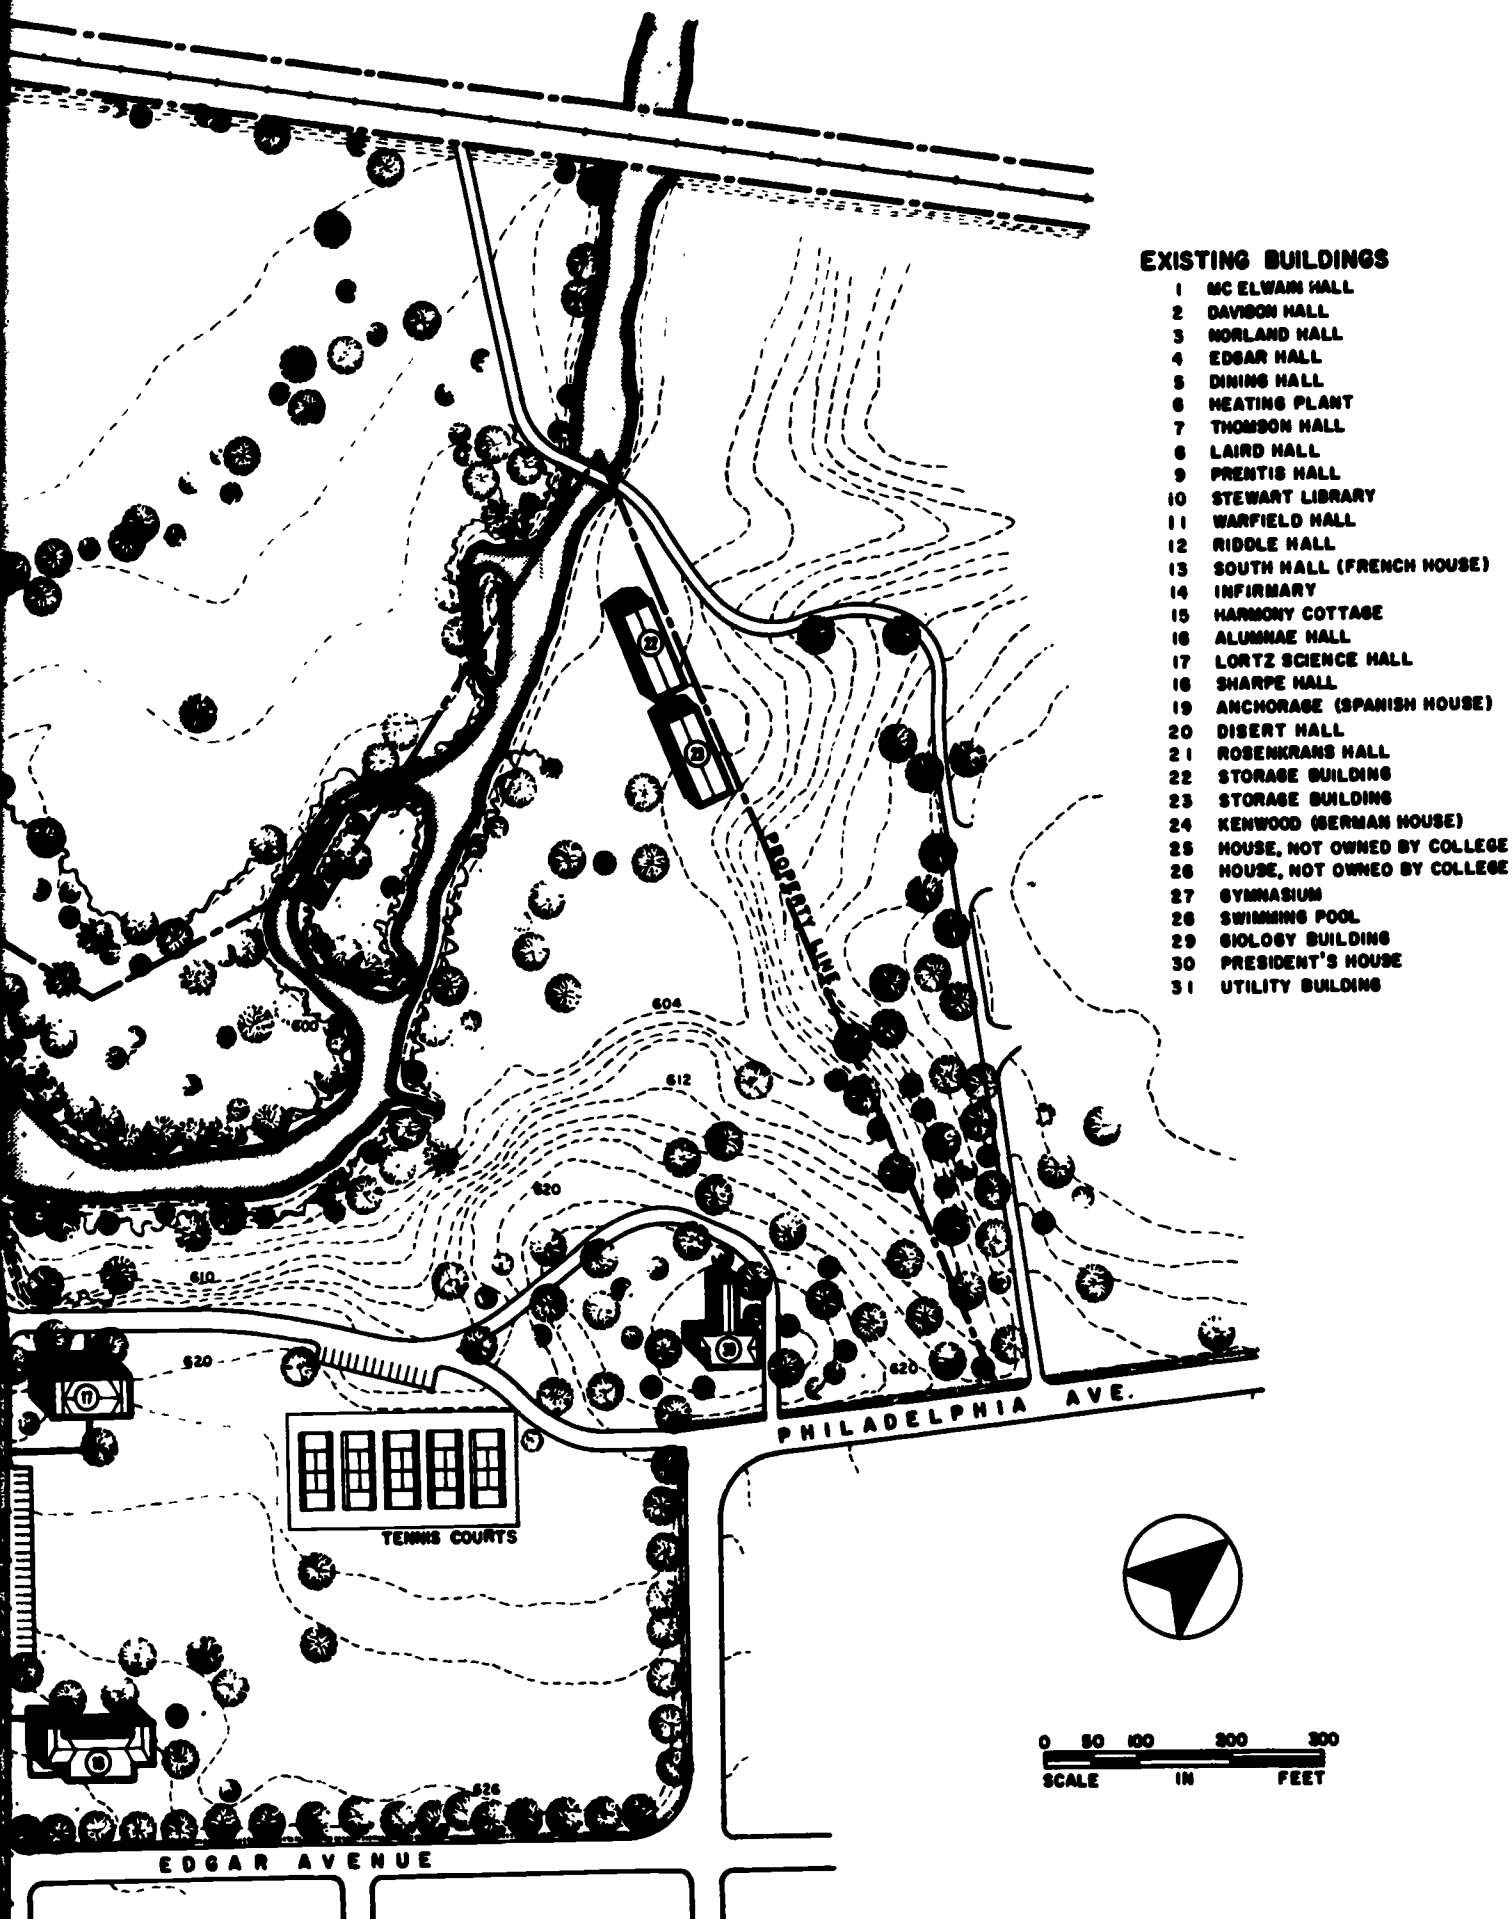 EXISTING BUILDINGS
1 MC ELWAIN HALL
2 DAVISON HALL
3 NORLAND HALL
4 EDGAR HALL
5 DINING HALL
6 HEATING PLANT
7 THOMSON HALL
8 LAIRD HALL
9 PRENTIS HALL
10 STEWART LIBRARY
11 WARFIELD HALL
12 RIDDLE HALL
13 SOUTH HALL (FRENCH HOUSE)
14 INFIRMARY
15 HARMONY COTTAGE
16 ALUMNAE HALL
17 LORTZ SCIENCE HALL
18 SHARPE HALL
19 ANCHORAGE (SPANISH HOUSE)
20 DISERT HALL
21 ROSENKRANS HALL
22 STORAGE BUILDING
23 STORAGE BUILDING
24 KENWOOD (GERMAN HOUSE)
25 HOUSE, NOT OWNED BY COLLEGE
26 HOUSE, NOT OWNED BY COLLEGE
27 GYMNASIUM
28 SWIMMING POOL
29 BIOLOGY BUILDING
30 PRESIDENT'S HOUSE
31 UTILITY BUILDING
22
23
PROPERTY LINE
604
600
612
620
610
30
620
620
17
PHILADELPHIA AVE.
TENNIS COURTS
0 50 100 200 300
SCALE IN FEET
626
EDGAR AVENUE